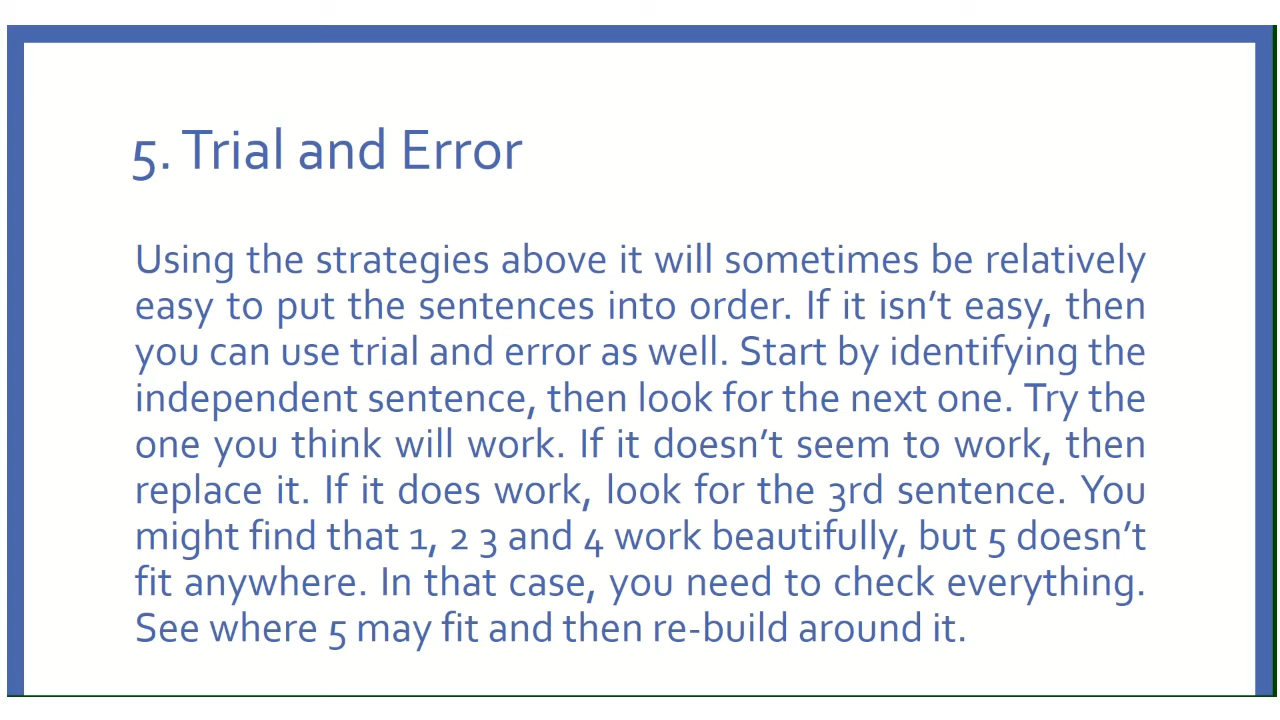 5. Trial and Error
Using the strategies above it will sometimes be relatively
easy to put the sentences into order. If it isn’t easy, then
you can use trial and error as well. Start by identifying the
independent sentence, then look for the next one. Try the
one you think will work. If it doesn’t seem to work, then
replace it. If it does work, look for the 3rd sentence. You
might find that 1, 2 3 and 4 work beautifully, but 5 doesn’t
fit anywhere. In that case, you need to check everything.
See where 5 may fit and then re-build around it.